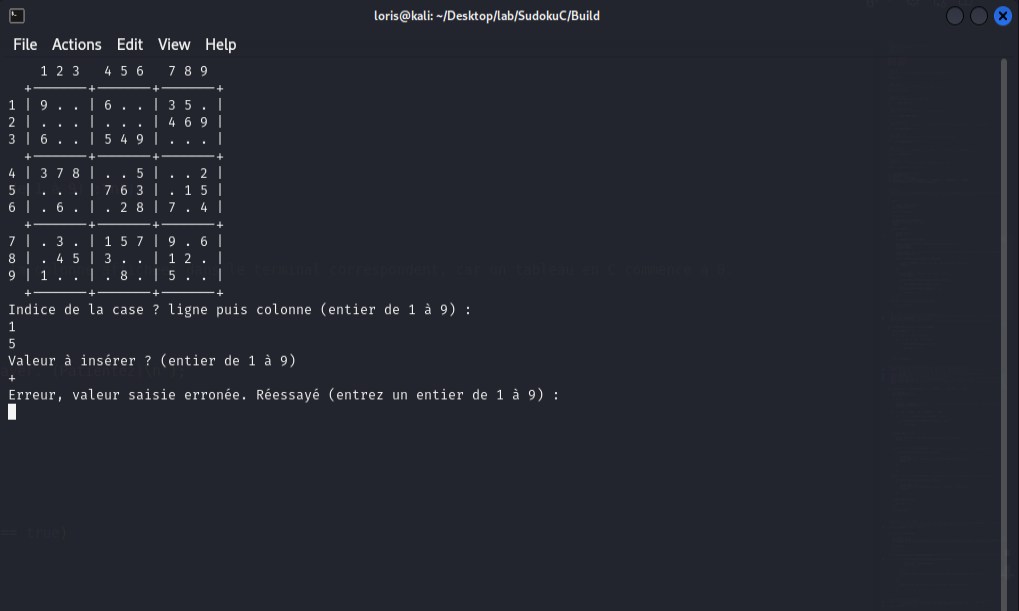 loris@kali: ~/Desktop/lab/SudokuC/Build
File Actions Edit View Help
    1 2 3   4 5 6   7 8 9
  +-------+-------+-------+
1 | 9 . . | 6 . . | 3 5 . |
2 | . . . | . . . | 4 6 9 |
3 | 6 . . | 5 4 9 | . . . |
  +-------+-------+-------+
4 | 3 7 8 | . . 5 | . . 2 |
5 | . . . | 7 6 3 | . 1 5 |
6 | . 6 . | . 2 8 | 7 . 4 |
  +-------+-------+-------+
7 | . 3 . | 1 5 7 | 9 . 6 |
8 | . 4 5 | 3 . . | 1 2 . |
9 | 1 . . | . 8 . | 5 . . |
  +-------+-------+-------+
Indice de la case ? ligne puis colonne (entier de 1 à 9) :
1
5
Valeur à insérer ? (entier de 1 à 9)
+
Erreur, valeur saisie erronée. Réessayé (entrez un entier de 1 à 9) :